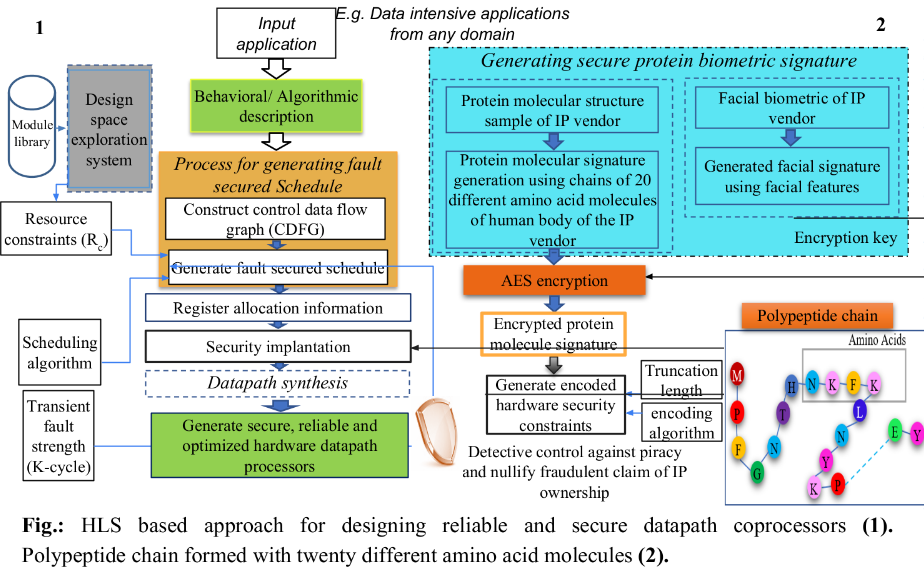 1
Input
application
E.g. Data intensive applications
from any domain
2
Module
library
Design
space
exploration
system
Behavioral/ Algorithmic
description
Process for generating fault
secured Schedule
Construct control data flow
graph (CDFG)
Generate fault secured schedule
Resource
constraints (Rc)
Register allocation information
Scheduling
algorithm
Security implantation
Datapath synthesis
Transient
fault
strength
(K-cycle)
Generate secure, reliable and
optimized hardware datapath
processors
Generating secure protein biometric signature
Protein molecular structure
sample of IP vendor
Protein molecular signature
generation using chains of 20
different amino acid molecules
of human body of the IP
vendor
Facial biometric of IP
vendor
Generated facial signature
using facial features
Encryption key
AES encryption
Encrypted protein
molecule signature
Generate encoded
hardware security
constraints
Truncation
length
encoding
algorithm
Detective control against piracy
and nullify fraudulent claim of IP
ownership
Polypeptide chain
Amino Acids
M
P
F
G
N
T
H
N
K
F
K
L
N
Y
K
P
E
Y
Fig.: HLS based approach for designing reliable and secure datapath coprocessors (1).
Polypeptide chain formed with twenty different amino acid molecules (2).